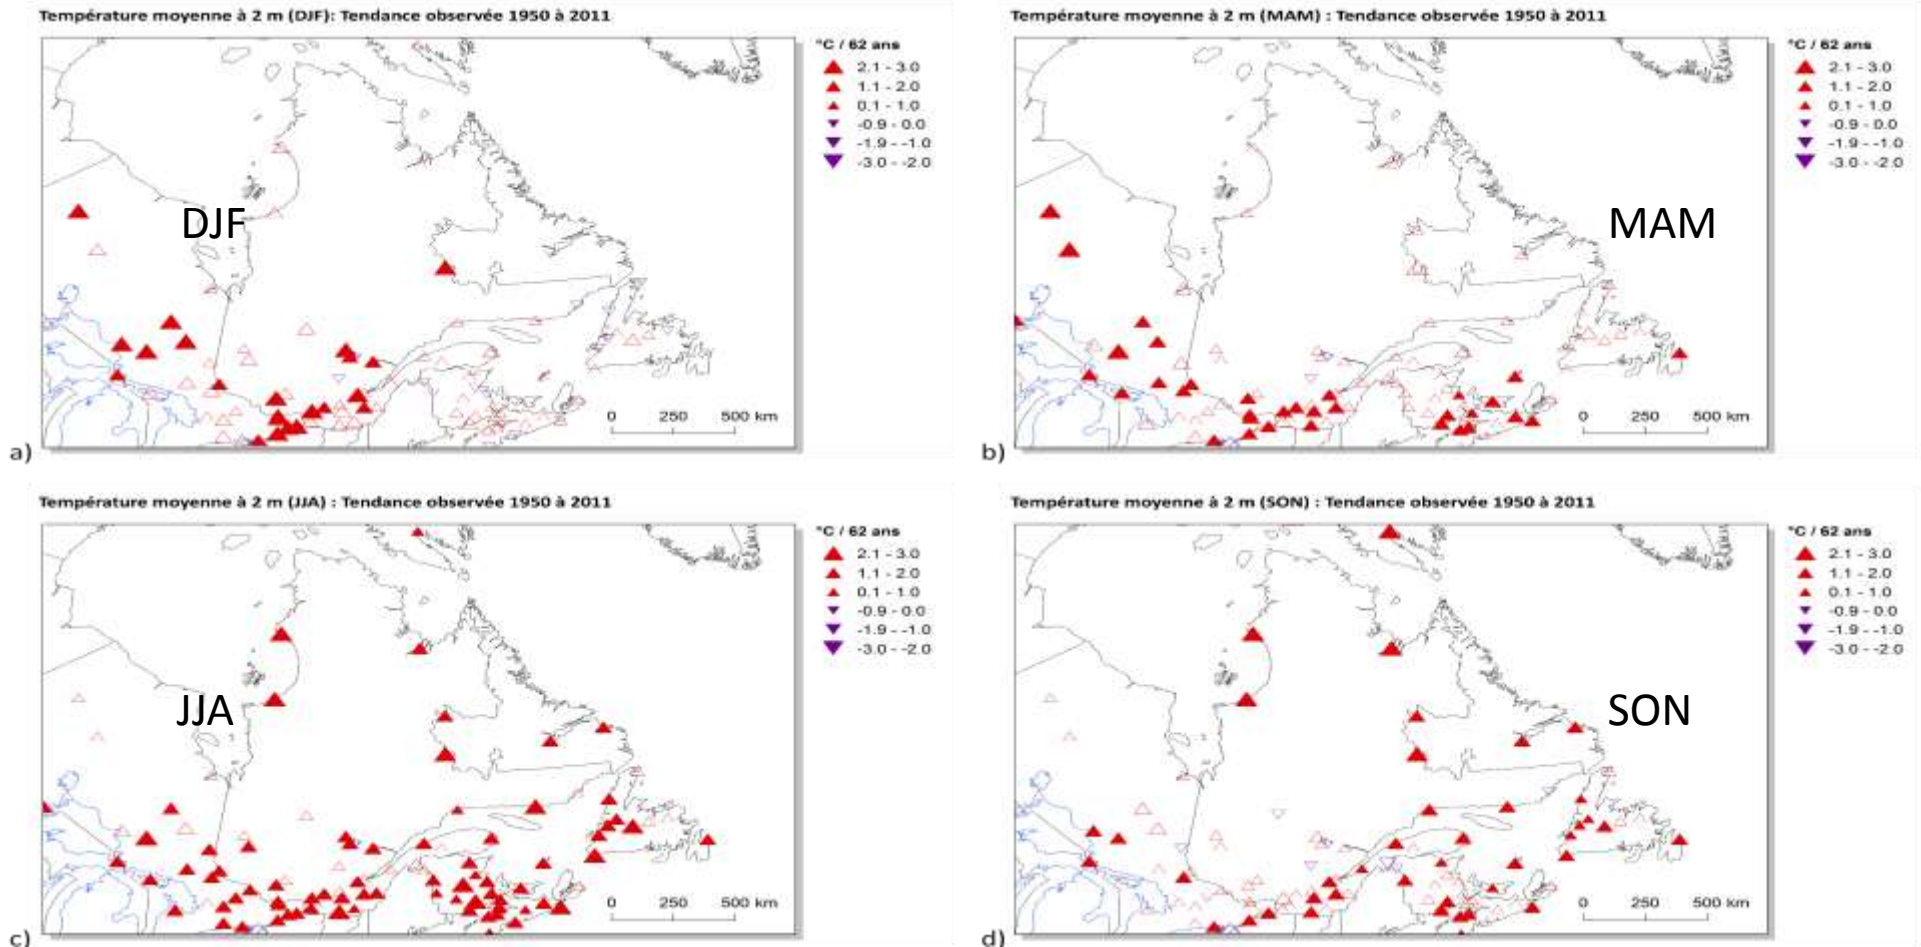 Température moyenne à 2 m (DJF): Tendance observée 1950 à 2011
°C / 62 ans
2.1 - 3.0
1.1 - 2.0
0.1 - 1.0
-0.9 - 0.0
-1.9 - -1.0
-3.0 - -2.0
DJF
0 250 500 km
a)
Température moyenne à 2 m (MAM) : Tendance observée 1950 à 2011
°C / 62 ans
2.1 - 3.0
1.1 - 2.0
0.1 - 1.0
-0.9 - 0.0
-1.9 - -1.0
-3.0 - -2.0
MAM
0 250 500 km
b)
Température moyenne à 2 m (JJA) : Tendance observée 1950 à 2011
°C / 62 ans
2.1 - 3.0
1.1 - 2.0
0.1 - 1.0
-0.9 - 0.0
-1.9 - -1.0
-3.0 - -2.0
JJA
0 250 500 km
c)
Température moyenne à 2 m (SON) : Tendance observée 1950 à 2011
°C / 62 ans
2.1 - 3.0
1.1 - 2.0
0.1 - 1.0
-0.9 - 0.0
-1.9 - -1.0
-3.0 - -2.0
SON
0 250 500 km
d)